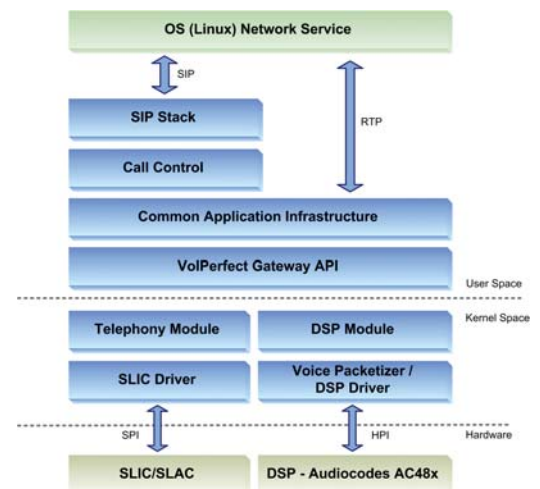 OS (Linux) Network Service
SIP
SIP Stack
RTP
Call Control
Common Application Infrastructure
VoIPerfect Gateway API
User Space
Kernel Space
Telephony Module
DSP Module
SLIC Driver
Voice Packetizer /
DSP Driver
SPI
HPI
Hardware
SLIC/SLAC
DSP - Audiocodes AC48x